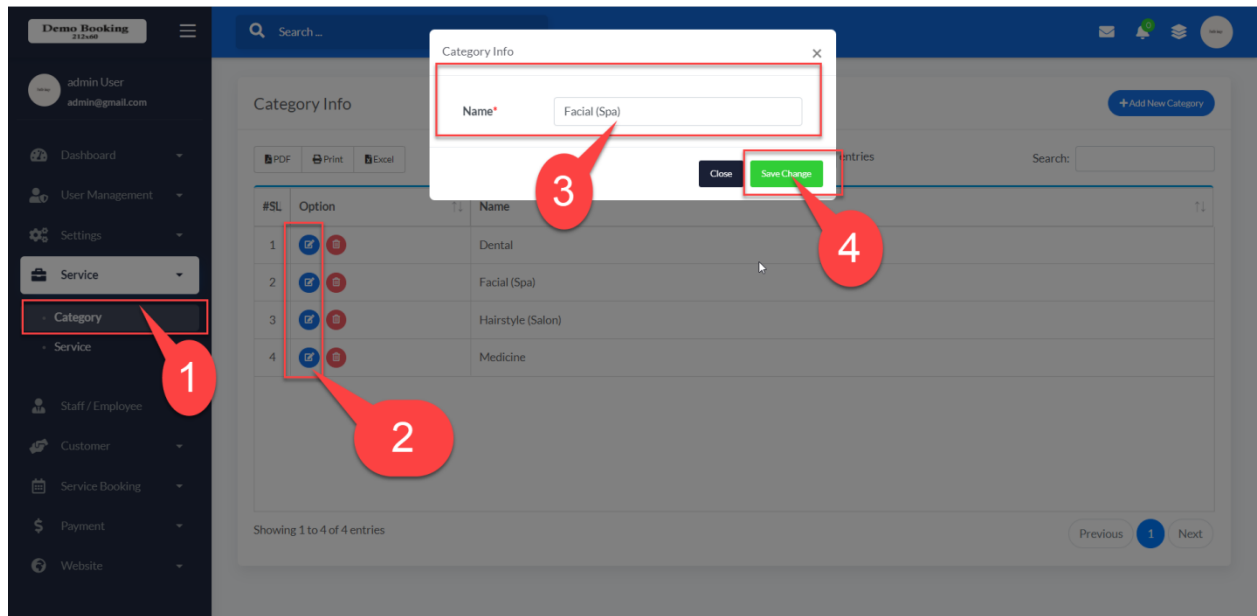 Demo Booking
212x60
Search ...
admin User
admin@gmail.com
Dashboard
User Management
Settings
Service
Category
Service
Staff / Employee
Customer
Service Booking
Payment
Website
1
Category Info
+Add New Category
PDF Print Excel
entries
Search:
#SL Option Name
1 Dental
2 Facial (Spa)
3 Hairstyle (Salon)
4 Medicine
2
Showing 1 to 4 of 4 entries
Previous 1 Next
Category Info ×
Name* Facial (Spa)
3
Close Save Change
4
0